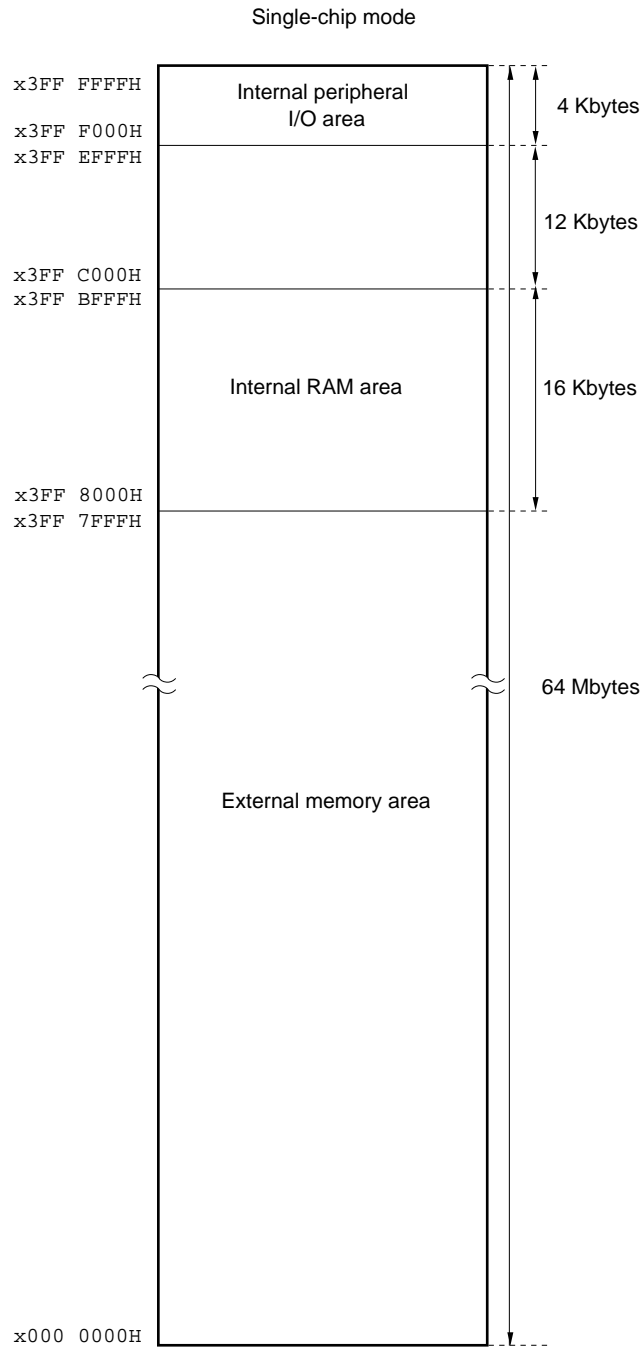 Single-chip mode
x3FF FFFFH
Internal peripheral
I/O area
4 Kbytes
x3FF F000H
x3FF EFFFH
12 Kbytes
x3FF C000H
x3FF BFFFH
Internal RAM area
16 Kbytes
x3FF 8000H
x3FF 7FFFH
64 Mbytes
External memory area
x000 0000H